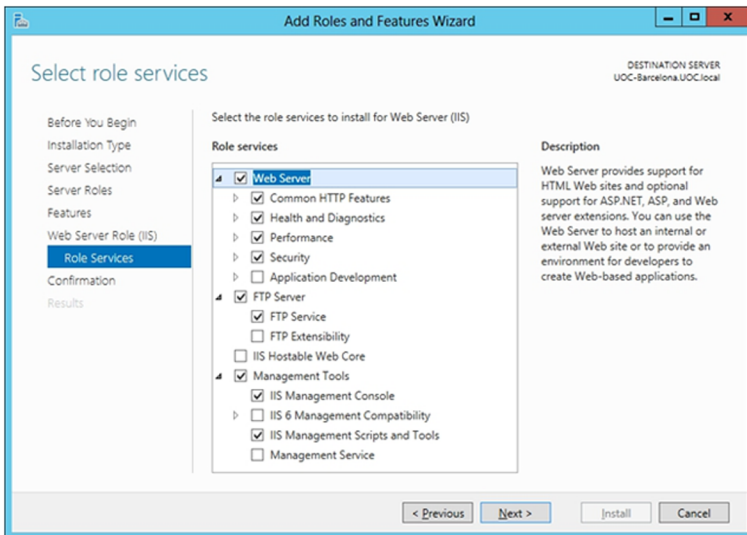 Add Roles and Features Wizard
Select role services
DESTINATION SERVER
UOC-Barcelona.UOC.local
Before You Begin
Installation Type
Server Selection
Server Roles
Features
Web Server Role (IIS)
Role Services
Confirmation
Results
Select the role services to install for Web Server (IIS)
Role services
Web Server
Common HTTP Features
Health and Diagnostics
Performance
Security
Application Development
FTP Server
FTP Service
FTP Extensibility
IIS Hostable Web Core
Management Tools
IIS Management Console
IIS 6 Management Compatibility
IIS Management Scripts and Tools
Management Service
Description
Web Server provides support for
HTML Web sites and optional
support for ASP.NET, ASP, and Web
server extensions. You can use the
Web Server to host an internal or
external Web site or to provide an
environment for developers to
create Web-based applications.
< Previous
Next >
Install
Cancel